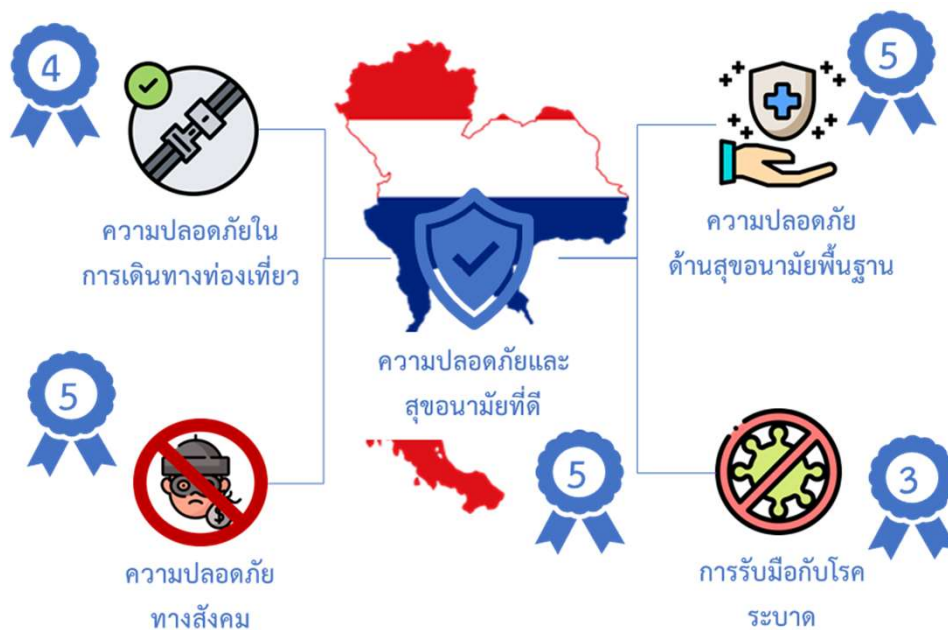 4
ความปลอดภัยใน
การเดินทางท่องเที่ยว
5
ความปลอดภัย
ด้านสุขอนามัยพื้นฐาน
ความปลอดภัยและ
สุขอนามัยที่ดี
5
5
ความปลอดภัย
ทางสังคม
3
การรับมือกับโรค
ระบาด